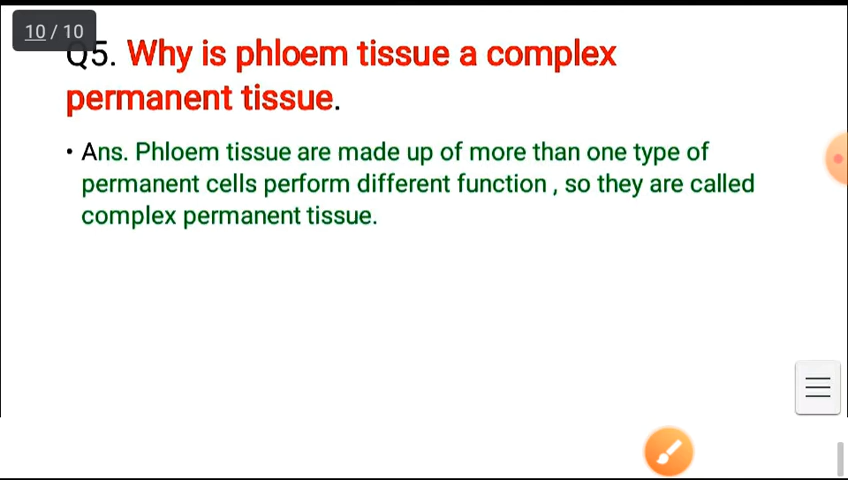 10 / 10
Q5. Why is phloem tissue a complex
permanent tissue.
• Ans. Phloem tissue are made up of more than one type of
permanent cells perform different function , so they are called
complex permanent tissue.